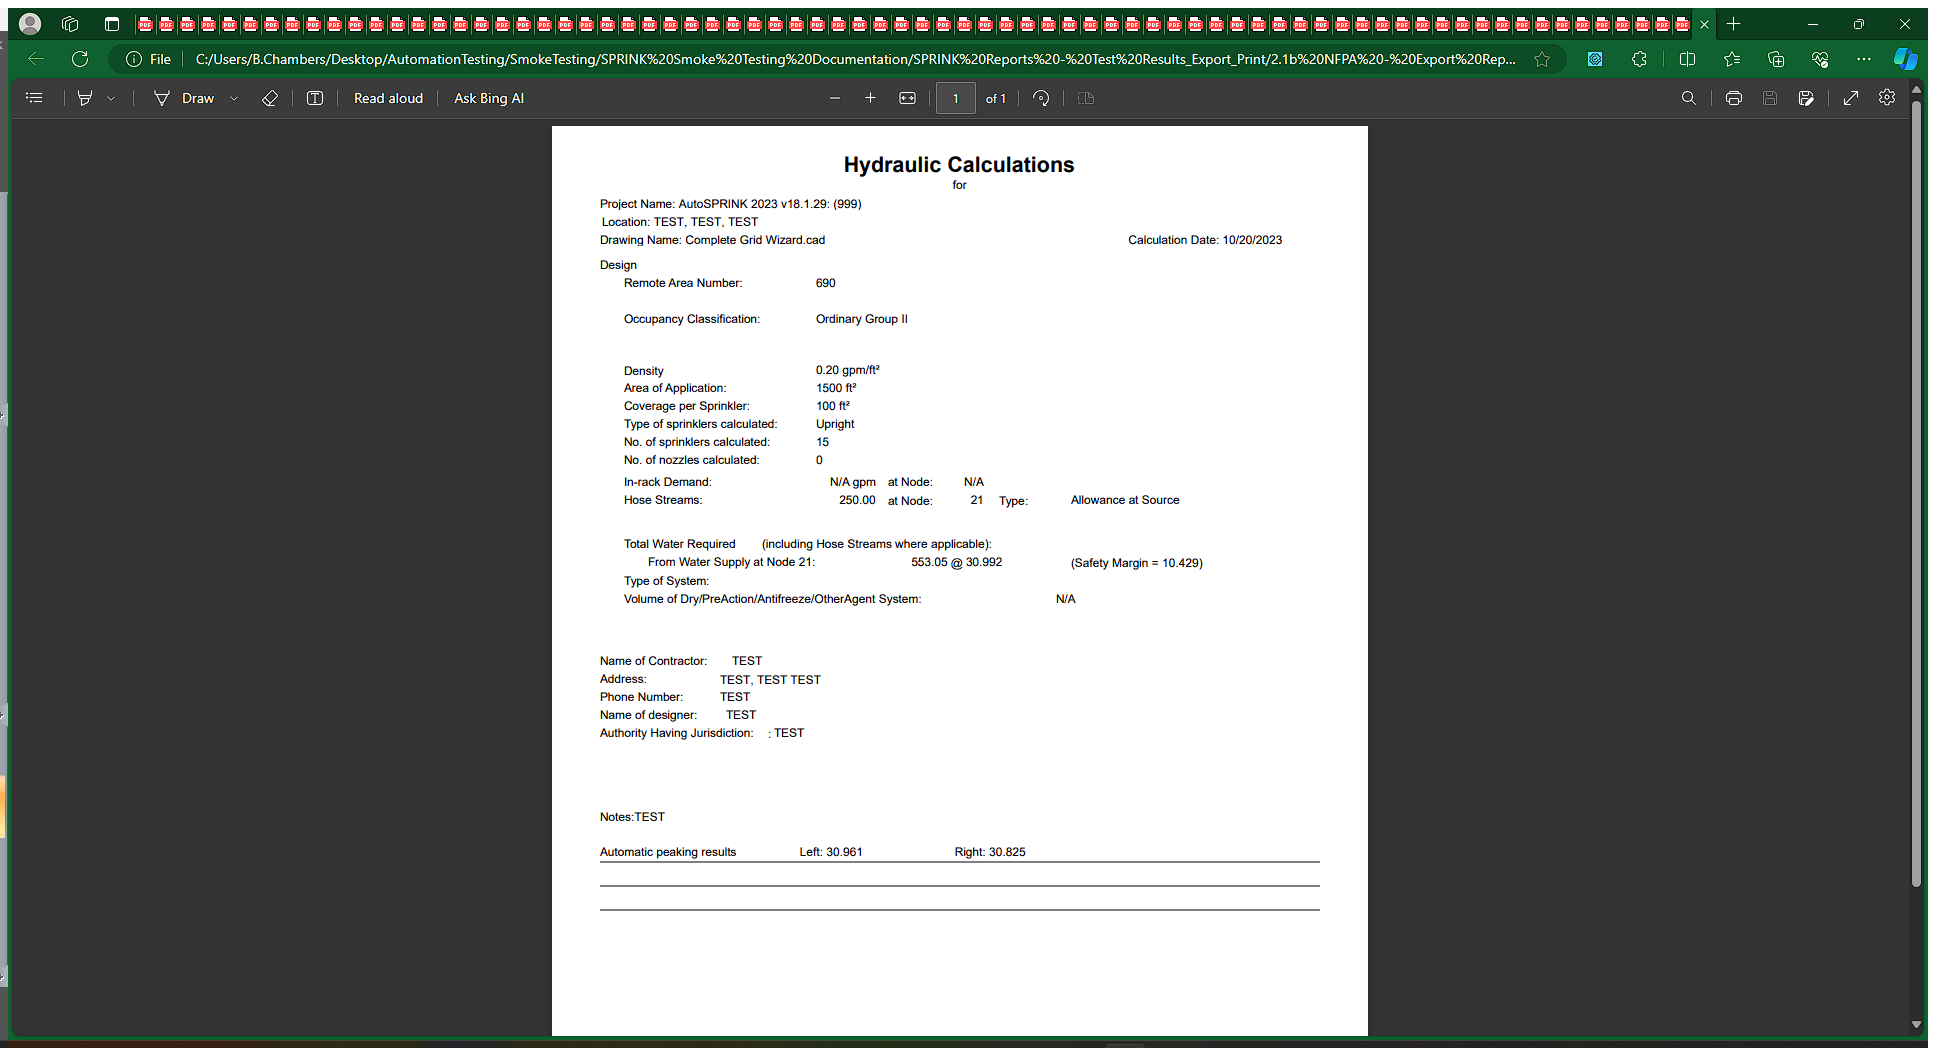 File C:/Users/B.Chambers/Desktop/AutomationTesting/SmokeTesting/SPRINK%20Smoke%20Testing%20Documentation/SPRINK%20Reports%20-%20Test%20Results_Export_Print/2.1b%20NFPA%20-%20Export%20Rep...
Draw Read aloud Ask Bing AI 1 of 1
Hydraulic Calculations
for
Project Name: AutoSPRINK 2023 v18.1.29: (999)
Location: TEST, TEST, TEST
Drawing Name: Complete Grid Wizard.cad Calculation Date: 10/20/2023
Design
Remote Area Number: 690
Occupancy Classification: Ordinary Group II
Density 0.20 gpm/ft²
Area of Application: 1500 ft²
Coverage per Sprinkler: 100 ft²
Type of sprinklers calculated: Upright
No. of sprinklers calculated: 15
No. of nozzles calculated: 0
In-rack Demand: N/A gpm at Node: N/A
Hose Streams: 250.00 at Node: 21 Type: Allowance at Source
Total Water Required (including Hose Streams where applicable):
From Water Supply at Node 21: 553.05 @ 30.992 (Safety Margin = 10.429)
Type of System:
Volume of Dry/PreAction/Antifreeze/OtherAgent System: N/A
Name of Contractor: TEST
Address: TEST, TEST TEST
Phone Number: TEST
Name of designer: TEST
Authority Having Jurisdiction: : TEST
Notes:TEST
Automatic peaking results Left: 30.961 Right: 30.825